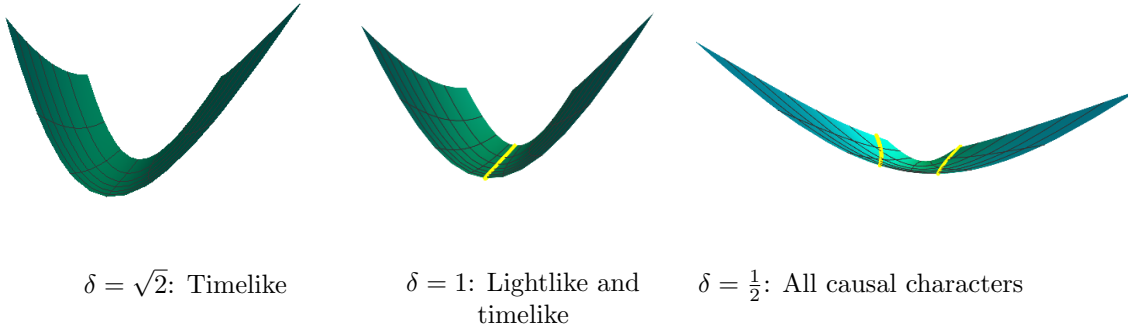 δ = √2: Timelike
δ = 1: Lightlike and
timelike
δ = 1/2: All causal characters